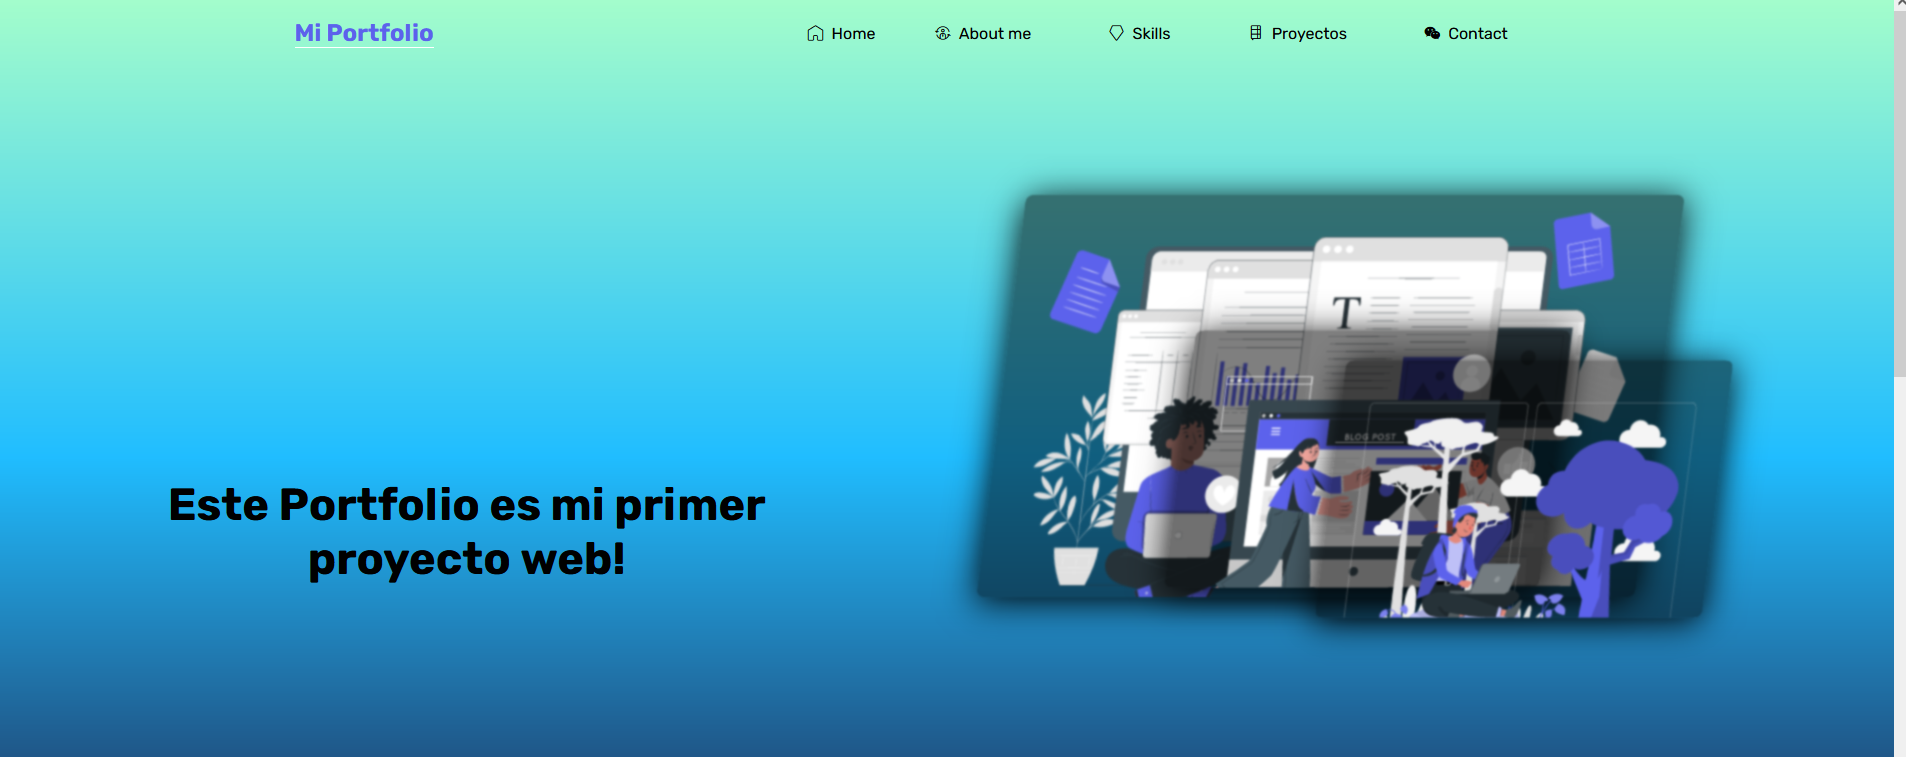 Mi Portfolio
Home
About me
Skills
Proyectos
Contact
T
BLOG POST
Este Portfolio es mi primer
proyecto web!